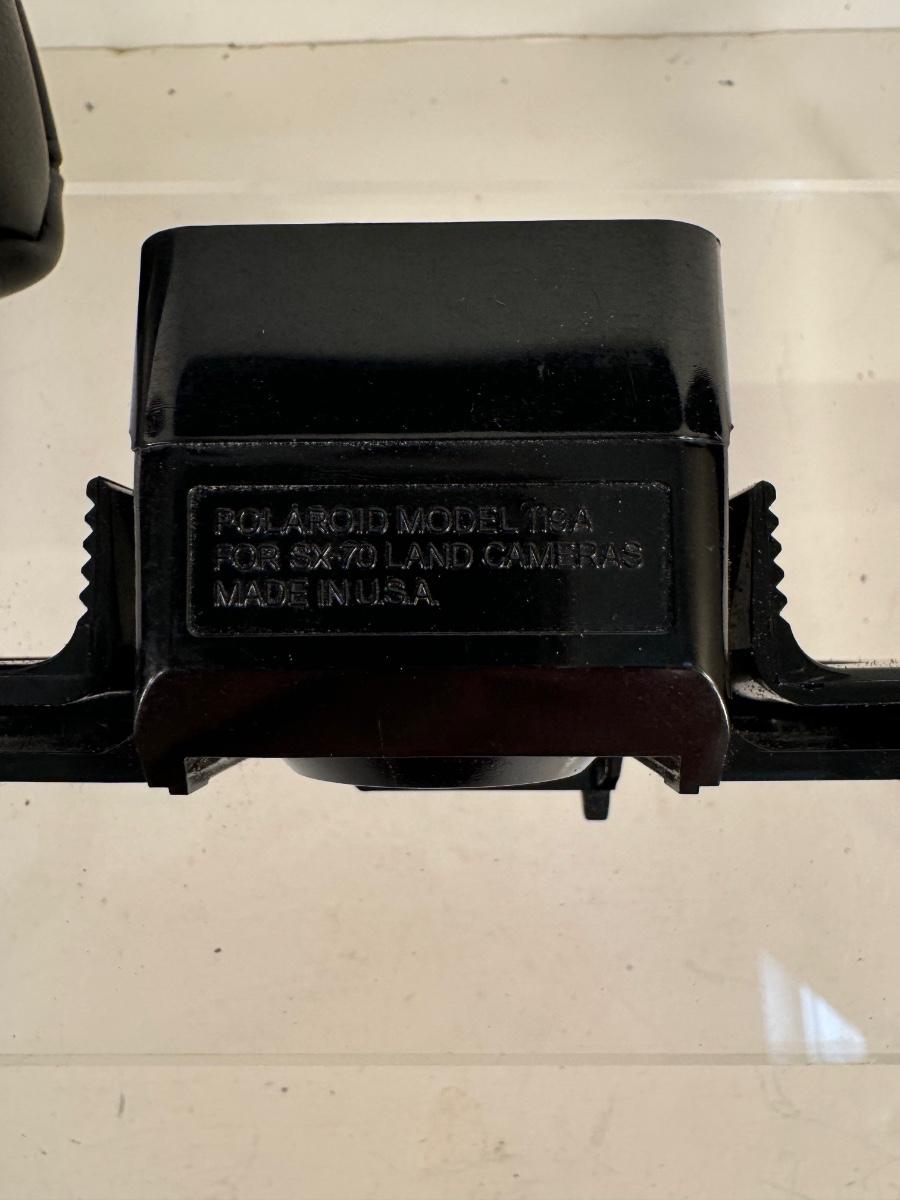 POLAROID MODEL 119A
FOR SX-70 LAND CAMERAS
MADE IN U.S.A.